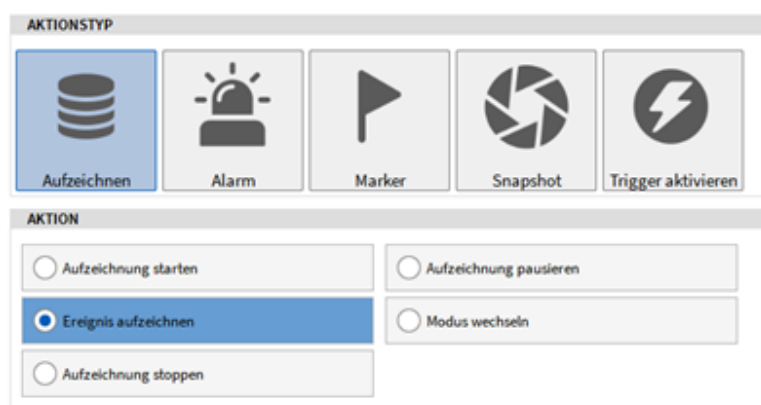 AKTIONSTYP
Aufzeichnen
Alarm
Marker
Snapshot
Trigger aktivieren
AKTION
Aufzeichnung starten
Aufzeichnung pausieren
Ereignis aufzeichnen
Modus wechseln
Aufzeichnung stoppen